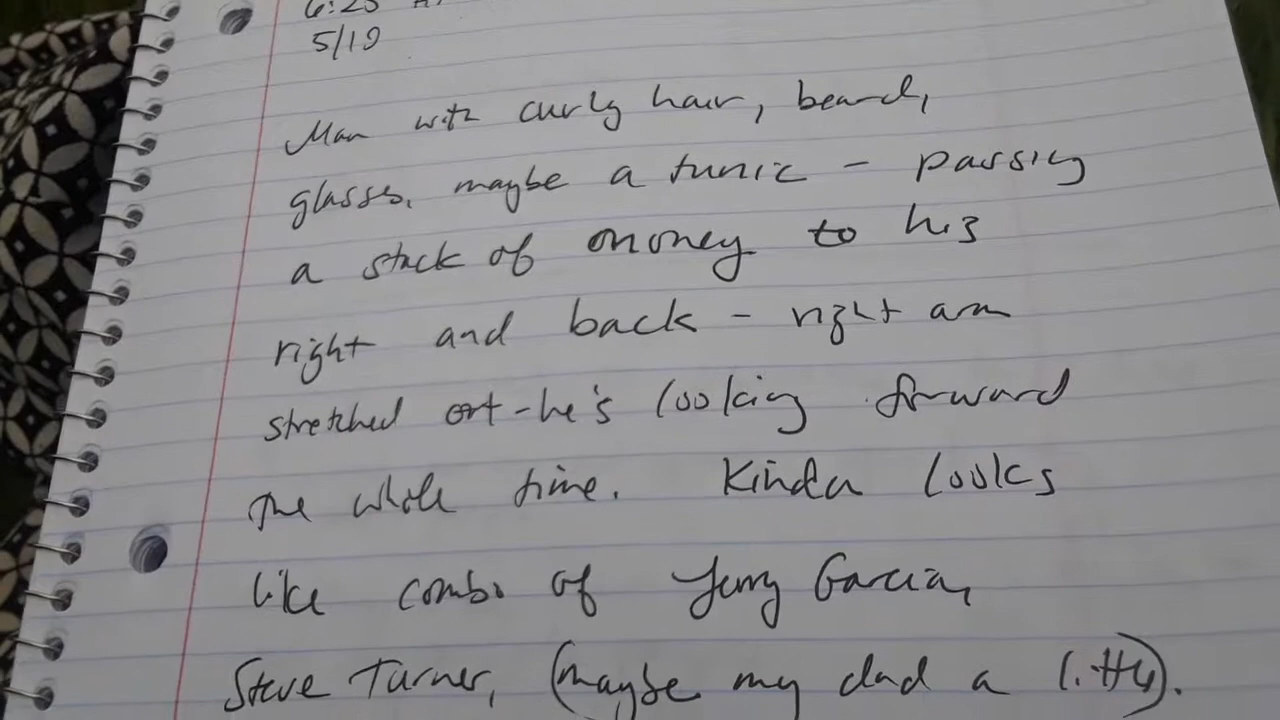 6:25
5/19
Man with curly hair, beard,
glasses, maybe a tunic - passing
a stack of money to his
right and back - right arm
stretched out - he's looking forward
the whole time. Kinda looks
like combo of Jerry Garcia,
Steve Turner, (maybe my dad a little).